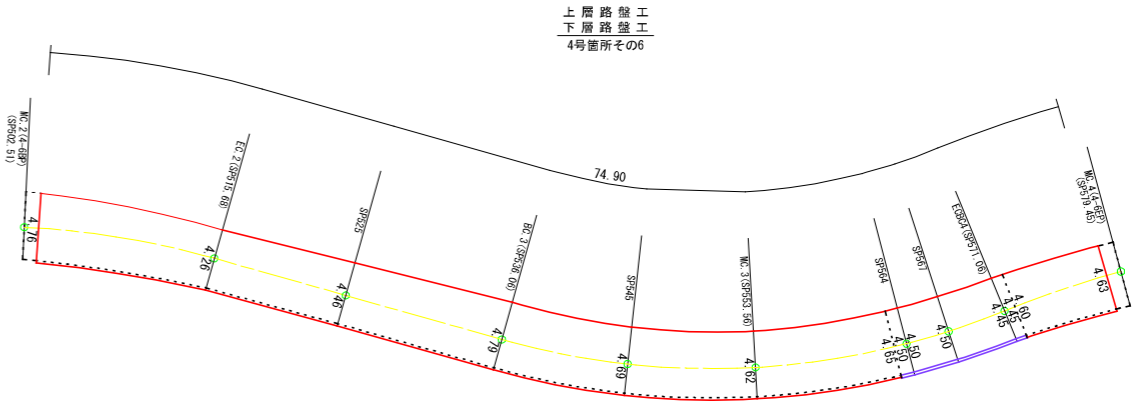 上層路盤工
下層路盤工
4号箇所その6
74.90
MC.2(4-6BP)
(SP502.51)
EC.2(SP515.68)
SP525
BC.3(SP536.06)
SP545
MC.3(SP553.56)
SP564
SP567
ECBC4(SP571.06)
MC.4(4-6EP)
(SP579.45)
4.76
4.26
4.46
4.79
4.69
4.62
4.65
4.50
4.50
4.50
4.45
4.45
4.60
4.63